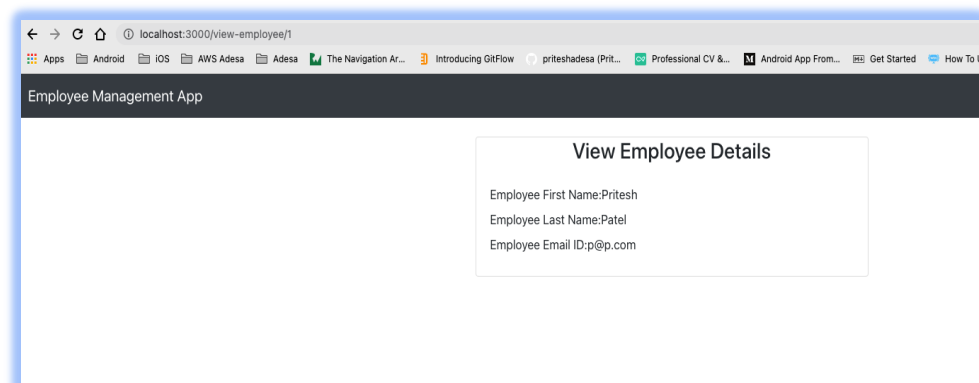 localhost:3000/view-employee/1
Apps Android iOS AWS Adesa Adesa The Navigation Ar... Introducing GitFlow priteshadesa (Prit... CV Professional CV &... M Android App From... M Get Started How To U
Employee Management App
View Employee Details
Employee First Name:Pritesh
Employee Last Name:Patel
Employee Email ID:p@p.com